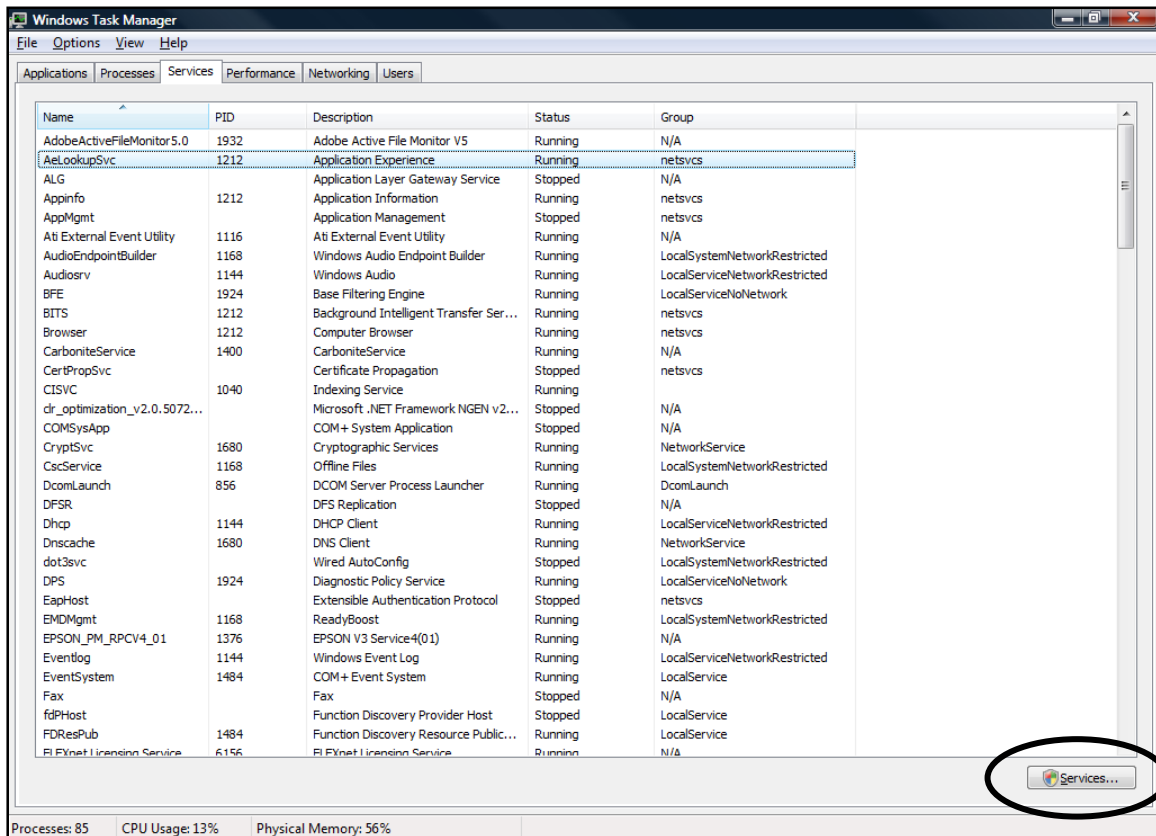 Windows Task Manager
File Options View Help
Applications Processes Services Performance Networking Users
Name PID Description Status Group
AdobeActiveFileMonitor5.0 1932 Adobe Active File Monitor V5 Running N/A
AeLookupSvc 1212 Application Experience Running netsvcs
ALG Application Layer Gateway Service Stopped N/A
Appinfo 1212 Application Information Running netsvcs
AppMgmt Application Management Stopped netsvcs
Ati External Event Utility 1116 Ati External Event Utility Running N/A
AudioEndpointBuilder 1168 Windows Audio Endpoint Builder Running LocalSystemNetworkRestricted
Audiosrv 1144 Windows Audio Running LocalServiceNetworkRestricted
BFE 1924 Base Filtering Engine Running LocalServiceNoNetwork
BITS 1212 Background Intelligent Transfer Ser... Running netsvcs
Browser 1212 Computer Browser Running netsvcs
CarboniteService 1400 CarboniteService Running N/A
CertPropSvc Certificate Propagation Stopped netsvcs
CISVC 1040 Indexing Service Running
clr_optimization_v2.0.5072... Microsoft .NET Framework NGEN v2... Stopped N/A
COMSysApp COM+ System Application Stopped N/A
CryptSvc 1680 Cryptographic Services Running NetworkService
CscService 1168 Offline Files Running LocalSystemNetworkRestricted
DcomLaunch 856 DCOM Server Process Launcher Running DcomLaunch
DFSR DFS Replication Stopped N/A
Dhcp 1144 DHCP Client Running LocalServiceNetworkRestricted
Dnscache 1680 DNS Client Running NetworkService
dot3svc Wired AutoConfig Stopped LocalSystemNetworkRestricted
DPS 1924 Diagnostic Policy Service Running LocalServiceNoNetwork
EapHost Extensible Authentication Protocol Stopped netsvcs
EMDMgmt 1168 ReadyBoost Running LocalSystemNetworkRestricted
EPSON_PM_RPCV4_01 1376 EPSON V3 Service4(01) Running N/A
Eventlog 1144 Windows Event Log Running LocalServiceNetworkRestricted
EventSystem 1484 COM+ Event System Running LocalService
Fax Fax Stopped N/A
fdPHost Function Discovery Provider Host Stopped LocalService
FDResPub 1484 Function Discovery Resource Public... Running LocalService
FLEXnet Licensing Service 6156 FLEXnet Licensing Service Running N/A
Services...
Processes: 85 CPU Usage: 13% Physical Memory: 56%